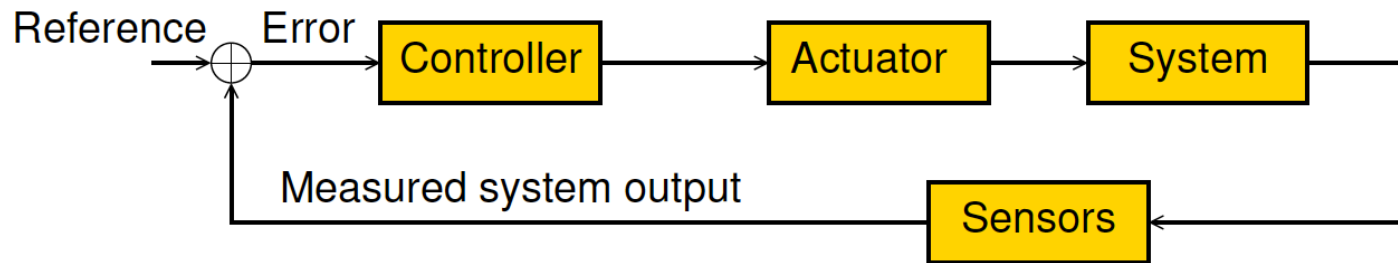 Reference
Error
Controller
Actuator
System
Measured system output
Sensors